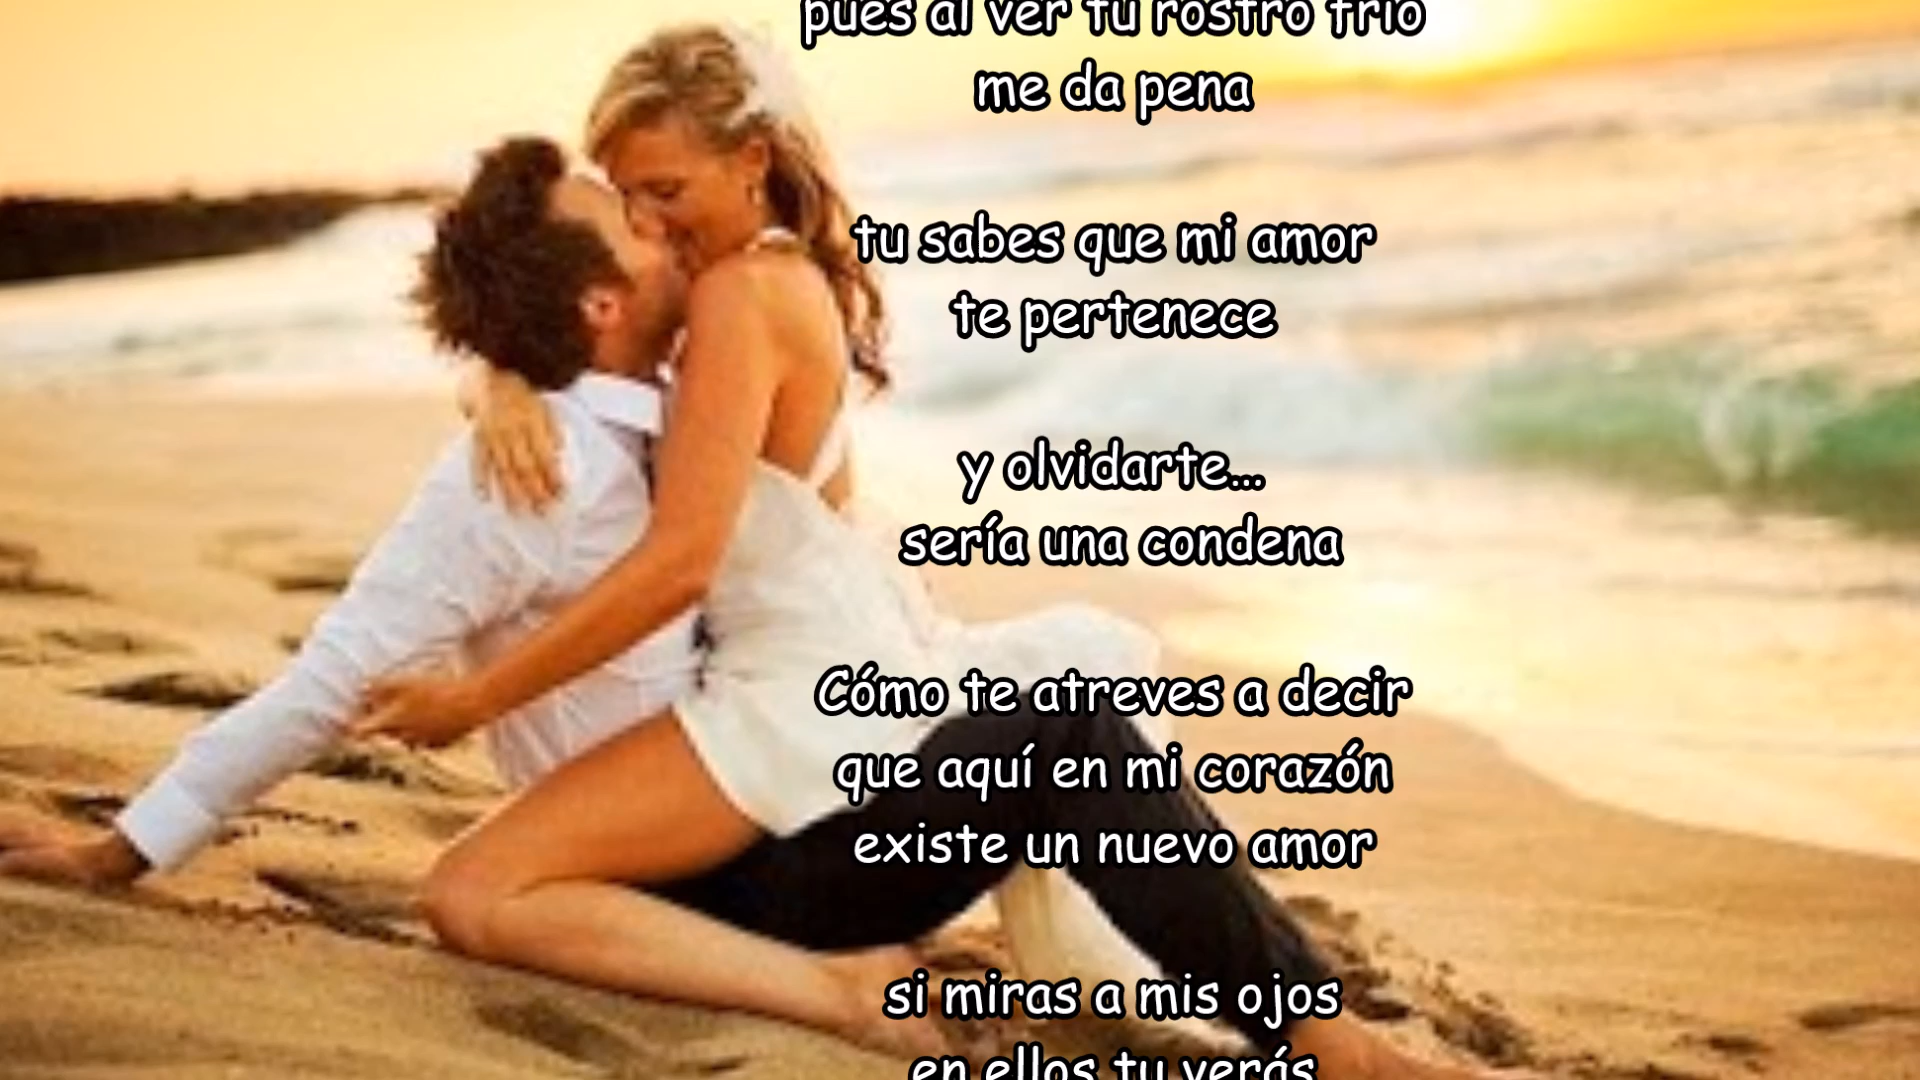 pues al ver tu rostro frío
me da pena
tu sabes que mi amor
te pertenece
y olvidarte...
sería una condena
Cómo te atreves a decir
que aquí en mi corazón
existe un nuevo amor
si miras a mis ojos
en ellos tu verás